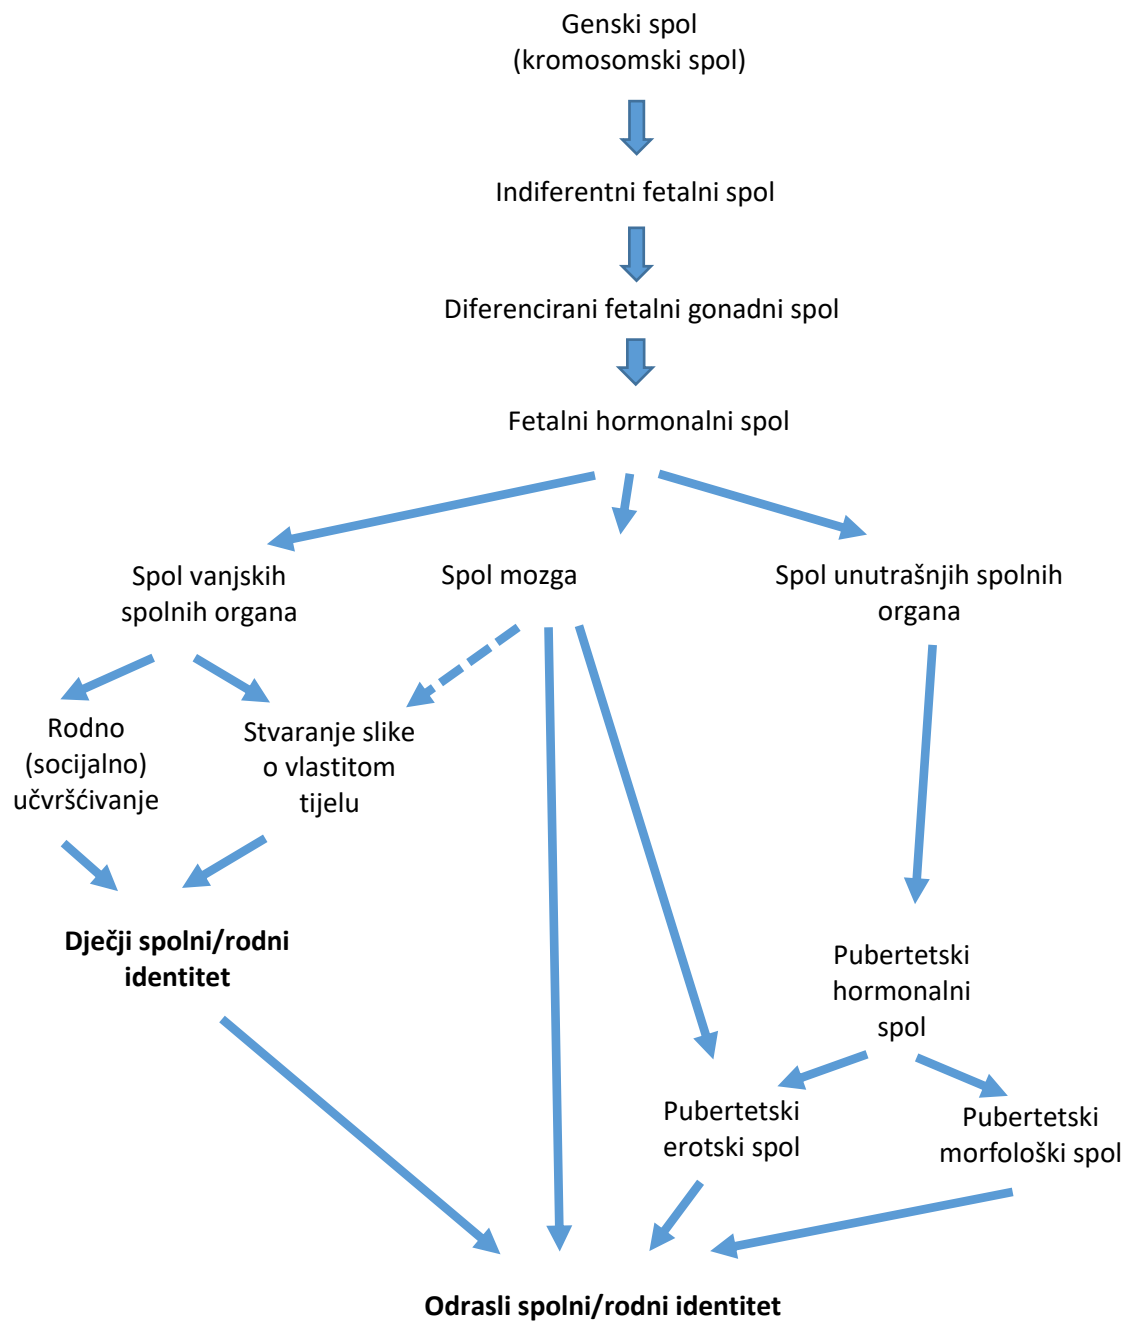 Genski spol
(kromosomski spol)
Indiferentni fetalni spol
Diferencirani fetalni gonadni spol
Fetalni hormonalni spol
Spol vanjskih
spolnih organa
Spol mozga
Spol unutrašnjih spolnih
organa
Rodno
(socijalno)
učvršćivanje
Stvaranje slike
o vlastitom
tijelu
Dječji spolni/rodni
identitet
Pubertetski
hormonalni
spol
Pubertetski
erotski spol
Pubertetski
morfološki spol
Odrasli spolni/rodni identitet